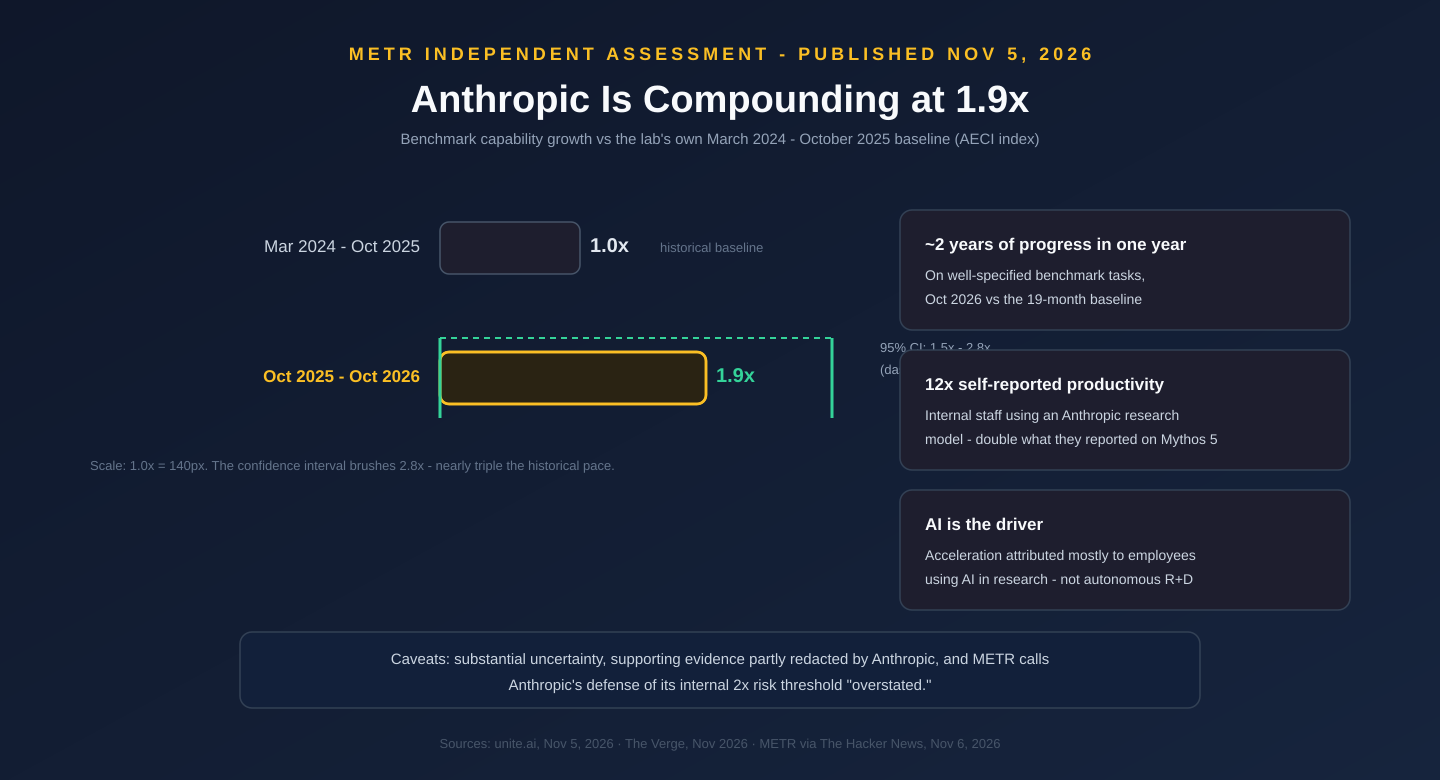 METR INDEPENDENT ASSESSMENT - PUBLISHED NOV 5, 2026
Anthropic Is Compounding at 1.9x
Benchmark capability growth vs the lab's own March 2024 - October 2025 baseline (AECI index)
Mar 2024 - Oct 2025
1.0x
historical baseline
Oct 2025 - Oct 2026
1.9x
95% CI: 1.5x - 2.8x
(da
Scale: 1.0x = 140px. The confidence interval brushes 2.8x - nearly triple the historical pace.
~2 years of progress in one year
On well-specified benchmark tasks,
Oct 2026 vs the 19-month baseline
12x self-reported productivity
Internal staff using an Anthropic research
model - double what they reported on Mythos 5
AI is the driver
Acceleration attributed mostly to employees
using AI in research - not autonomous R+D
Caveats: substantial uncertainty, supporting evidence partly redacted by Anthropic, and METR calls
Anthropic's defense of its internal 2x risk threshold "overstated."
Sources: unite.ai, Nov 5, 2026 · The Verge, Nov 2026 · METR via The Hacker News, Nov 6, 2026